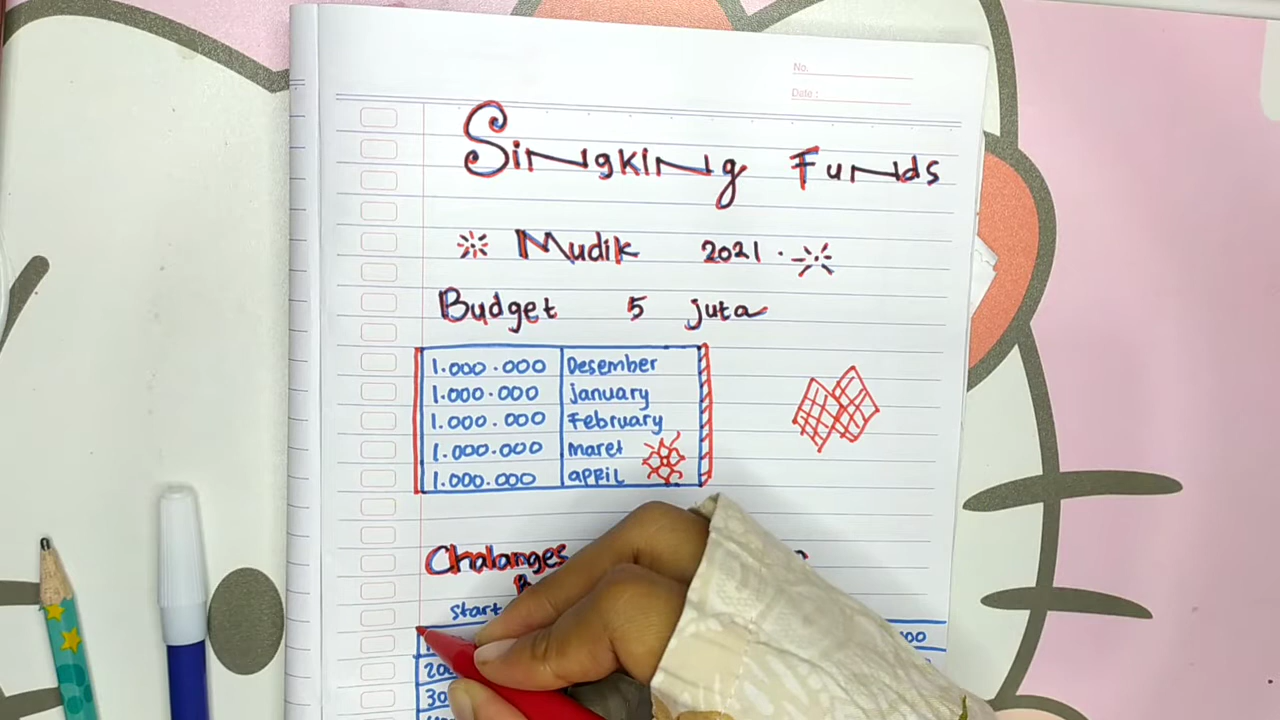 No.
Date :
Singking Funds
Mudik 2021
Budget 5 juta
1.000.000 Desember
1.000.000 january
1.000.000 February
1.000.000 maret
1.000.000 april
Chalanges
start